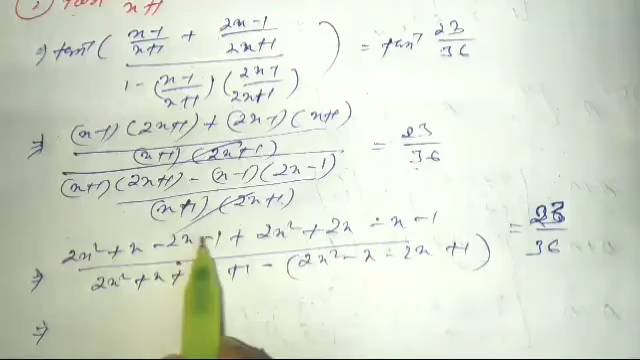 x+1
⇒ tan⁻¹ ( (x-1)/(x+1) + (2x-1)/(2x+1) / 1 - (x-1)/(x+1) ) ( (2x-1)/(2x+1) ) ) = tan⁻¹ 23/36
⇒ (x-1)(2x+1) + (2x-1)(x+1) / (x+1)(2x+1) / (x+1)(2x+1) - (x-1)(2x-1) / (x+1)(2x+1) = 23/36
⇒ 2x² + x - 2x - 1 + 2x² + 2x - x - 1 / 2x² + x + +1 - (2x² - x - 2x + 1) = 23/36
⇒